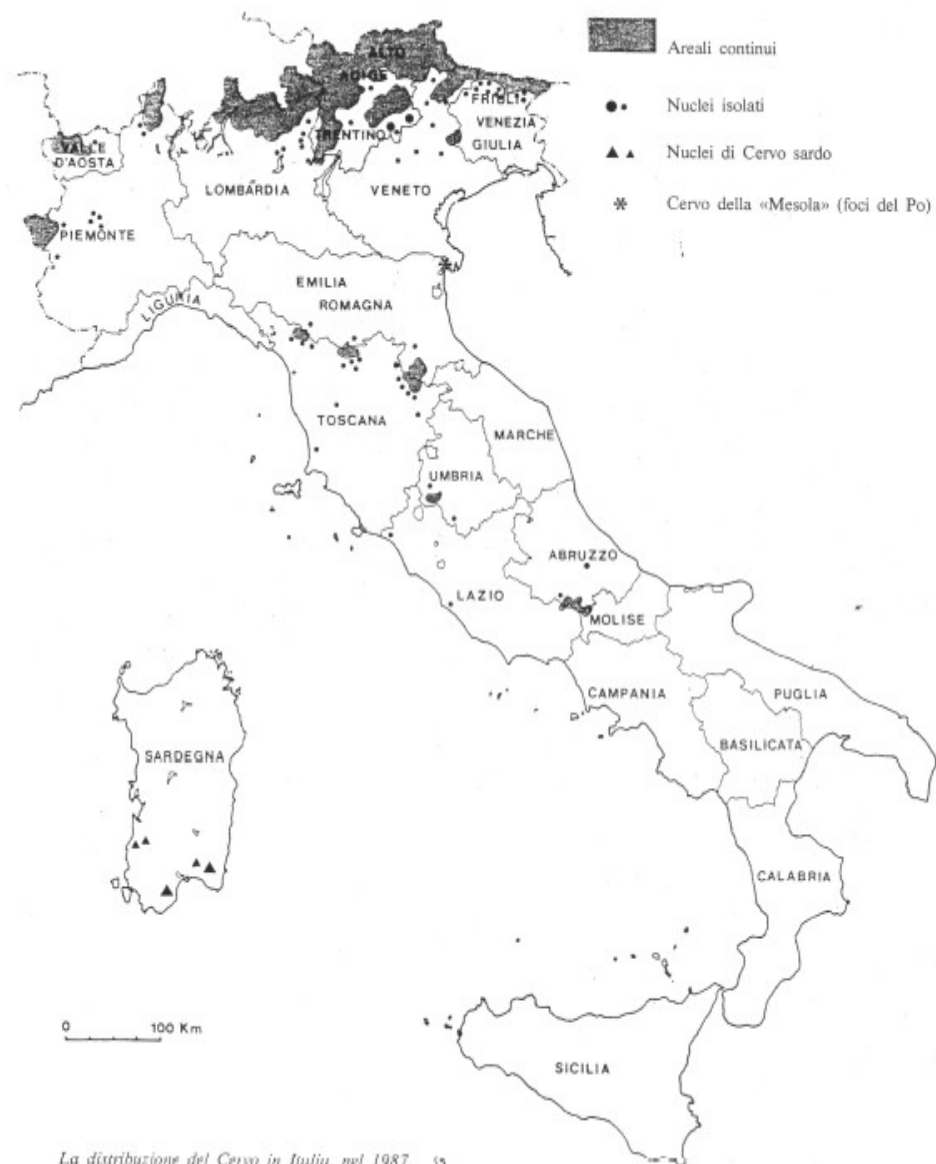 Areali continui
Nuclei isolati
Nuclei di Cervo sardo
Cervo della «Mesola» (foci del Po)
ALTO
ADIGE
FRIULI
VENEZIA
GIULIA
TRENTINO
VALLE
D'AOSTA
LOMBARDIA
VENETO
PIEMONTE
EMILIA
ROMAGNA
LIGURIA
TOSCANA
MARCHE
UMBRIA
ABRUZZO
LAZIO
MOLISE
CAMPANIA
PUGLIA
BASILICATA
SARDEGNA
CALABRIA
0 100 Km
SICILIA
La distribuzione del Cervo in Italia, nel 1987